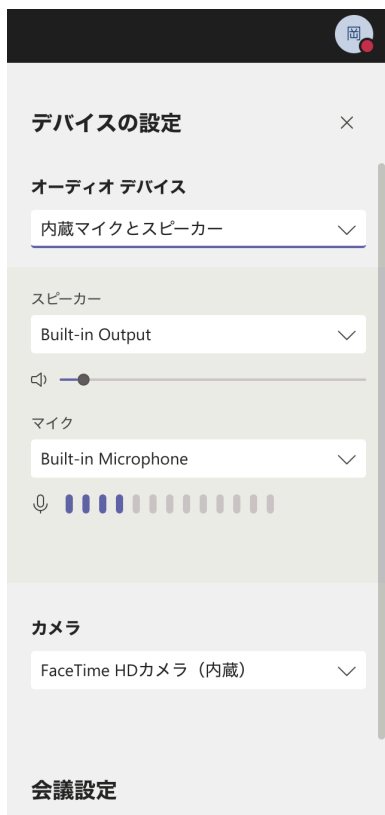 岡
デバイスの設定
オーディオ デバイス
内蔵マイクとスピーカー
スピーカー
Built-in Output
マイク
Built-in Microphone
カメラ
FaceTime HDカメラ（内蔵）
会議設定